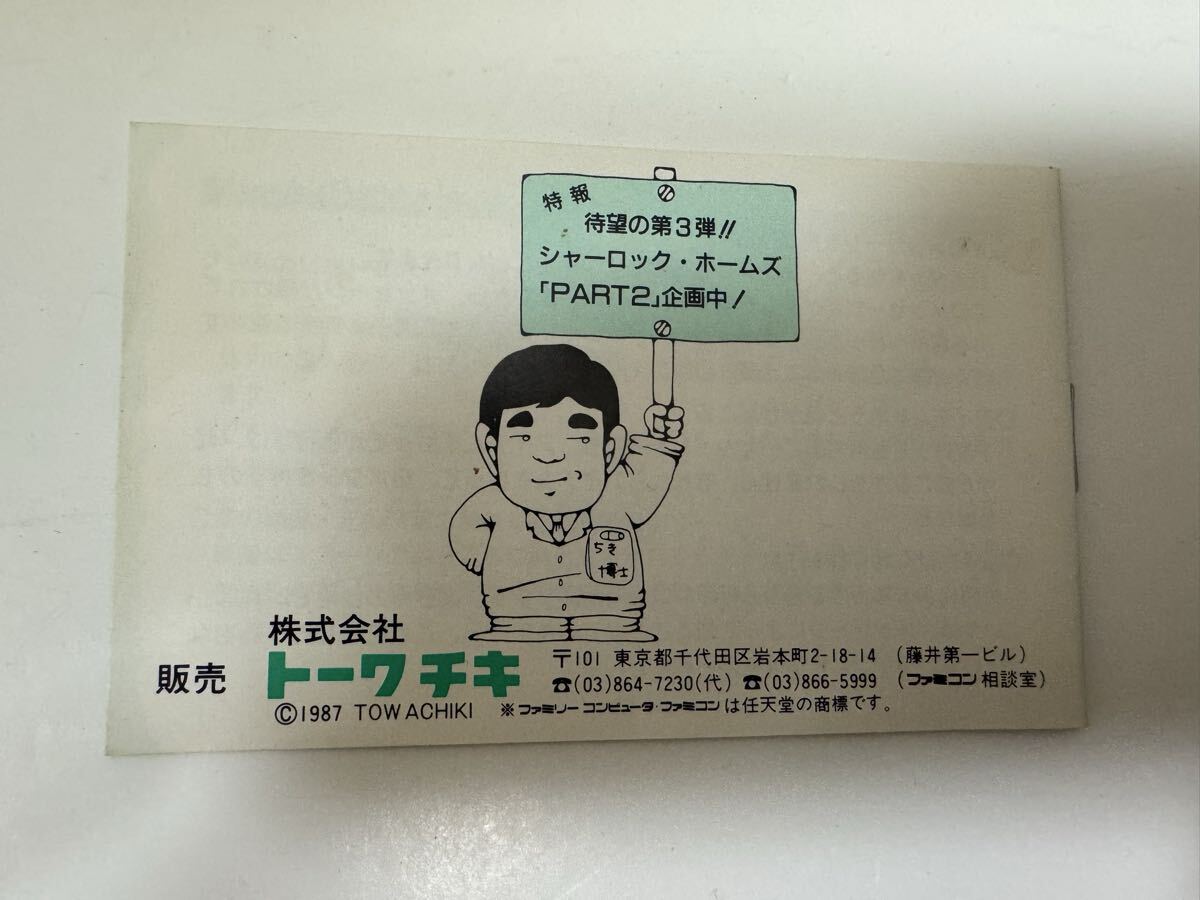 特報
待望の第3弾!!
シャーロック・ホームズ
「PART2」企画中!
ちき
博士
株式会社
販売 トーワチキ
〒101 東京都千代田区岩本町2-18-14 (藤井第一ビル)
☎(03)864-7230(代) ☎(03)866-5999 (ファミコン相談室)
©1987 TOWACHIKI ※ファミリーコンピュータ・ファミコンは任天堂の商標です。